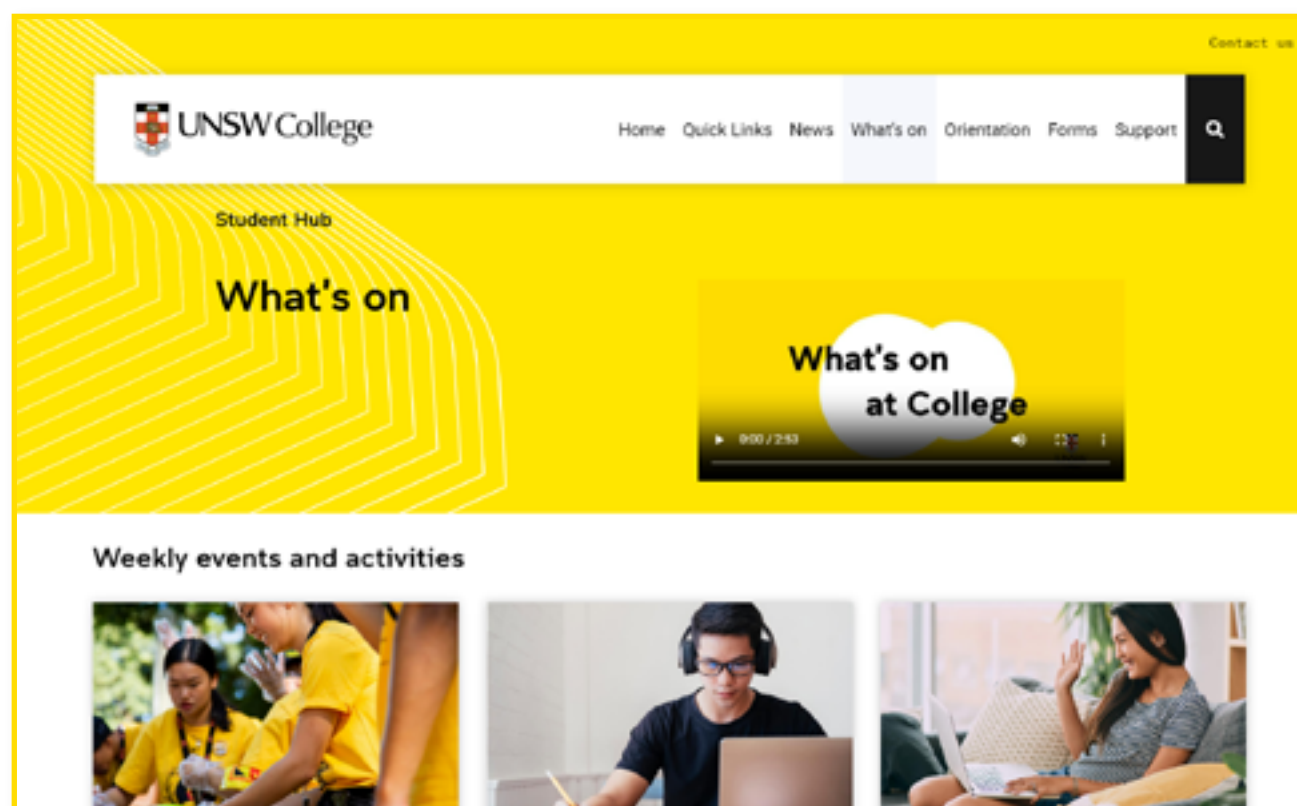 Contact us
UNSW College
Home Quick Links News What's on Orientation Forms Support
Student Hub
What's on
What's on
at College
0:00 / 2:53
Weekly events and activities